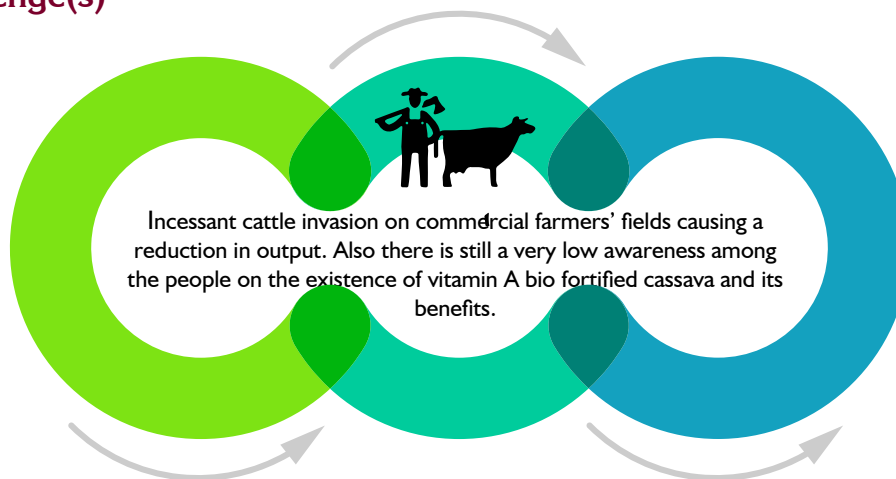 enge(s)
Incessant cattle invasion on commercial farmers' fields causing a
reduction in output. Also there is still a very low awareness among
the people on the existence of vitamin A bio fortified cassava and its
benefits.